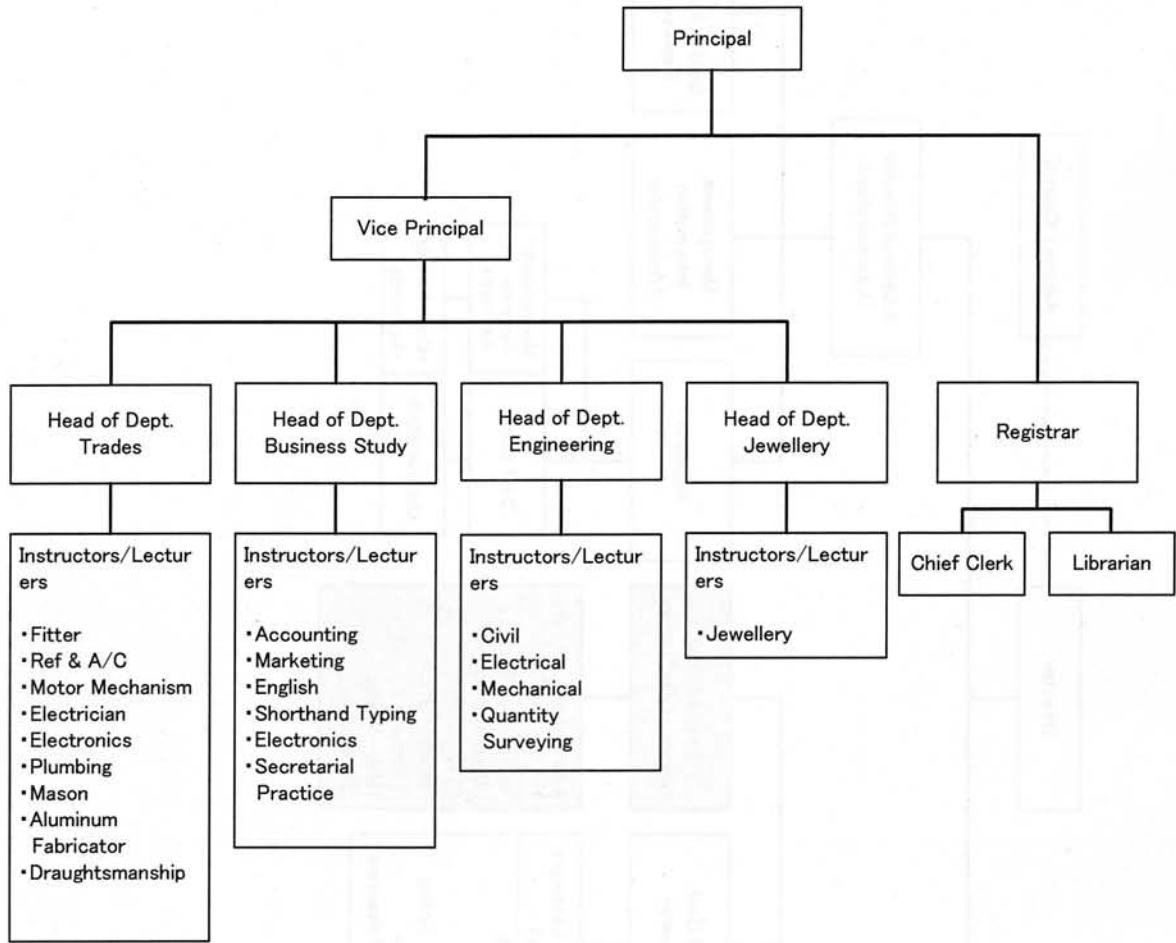 Principal
Vice Principal
Head of Dept.
Trades
Head of Dept.
Business Study
Head of Dept.
Engineering
Head of Dept.
Jewellery
Registrar
Instructors/Lectur
ers
・Fitter
・Ref & A/C
・Motor Mechanism
・Electrician
・Electronics
・Plumbing
・Mason
・Aluminum
Fabricator
・Draughtsmanship
Instructors/Lectur
ers
・Accounting
・Marketing
・English
・Shorthand Typing
・Electronics
・Secretarial
Practice
Instructors/Lectur
ers
・Civil
・Electrical
・Mechanical
・Quantity
Surveying
Instructors/Lectur
ers
・Jewellery
Chief Clerk
Librarian